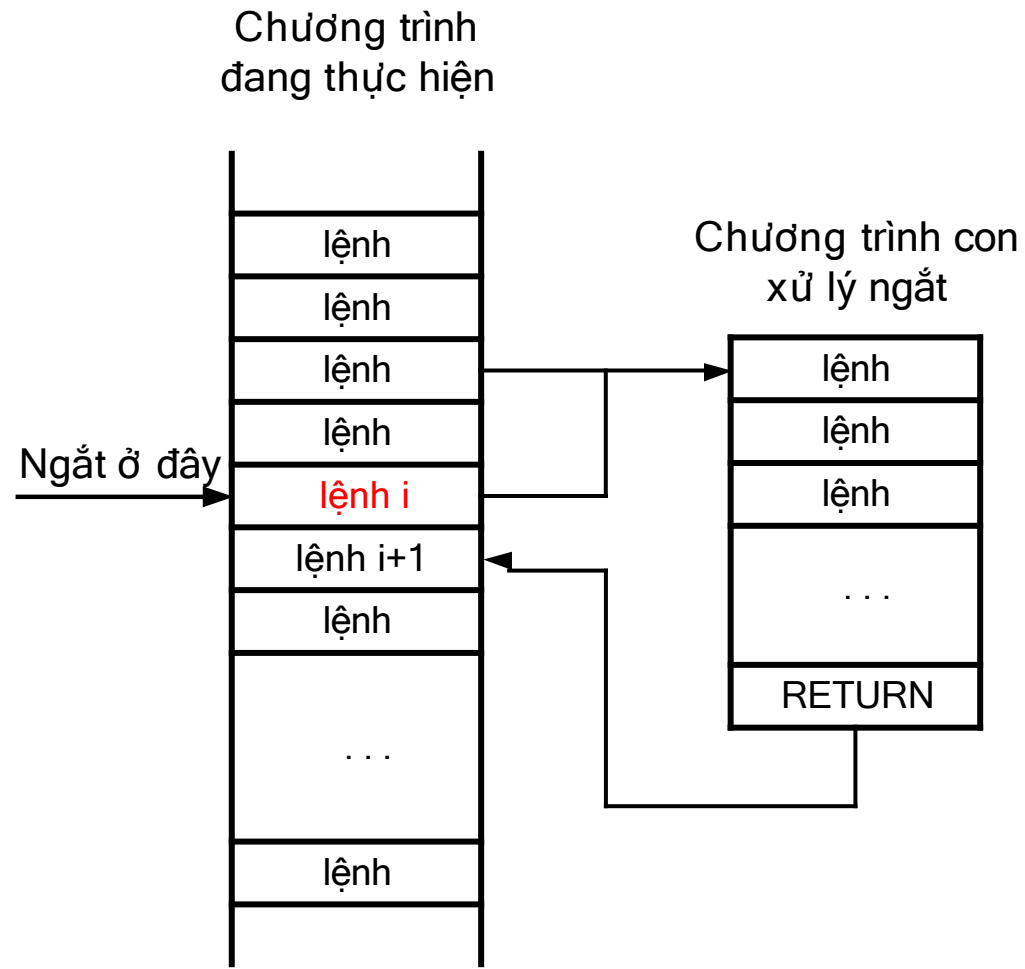 Chương trình
đang thực hiện
Chương trình con
xử lý ngắt
lệnh
lệnh
lệnh
lệnh
Ngắt ở đây
lệnh i
lệnh i+1
lệnh
. . .
lệnh
lệnh
lệnh
lệnh
. . .
RETURN